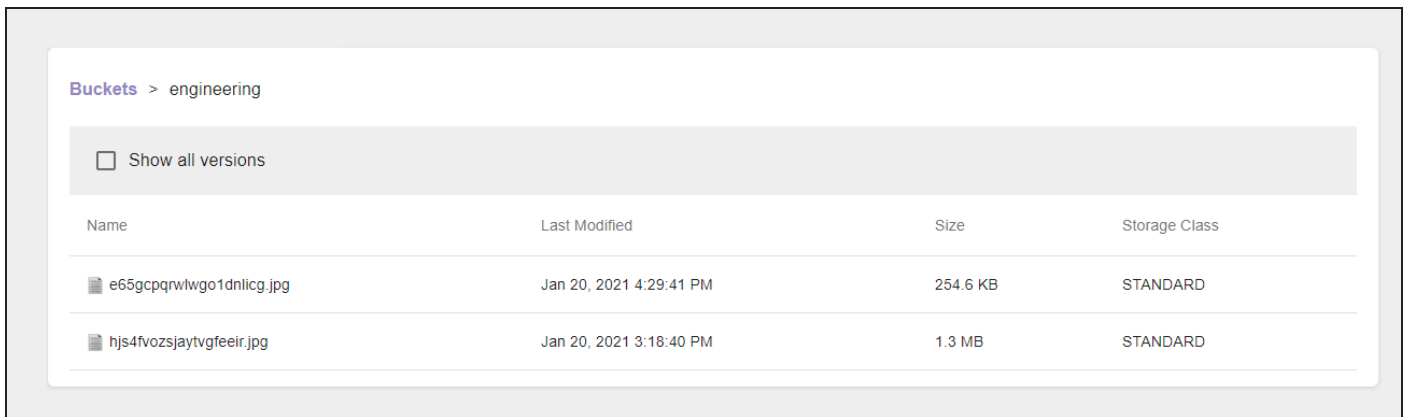 Buckets > engineering
Show all versions
Name Last Modified Size Storage Class
e65gcpqrwlwgo1dnlicg.jpg Jan 20, 2021 4:29:41 PM 254.6 KB STANDARD
hjs4fvozsjaytvgfeeir.jpg Jan 20, 2021 3:18:40 PM 1.3 MB STANDARD